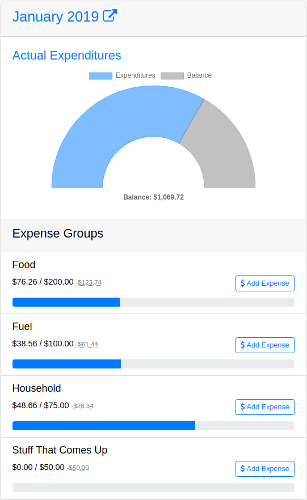 January 2019
Actual Expenditures
Expenditures Balance
Balance: $1,069.72
Expense Groups
Food
$76.26 / $200.00 -$123.74
$ Add Expense
Fuel
$38.56 / $100.00 -$61.44
$ Add Expense
Household
$48.66 / $75.00 -$26.34
$ Add Expense
Stuff That Comes Up
$0.00 / $50.00 -$50.00
$ Add Expense